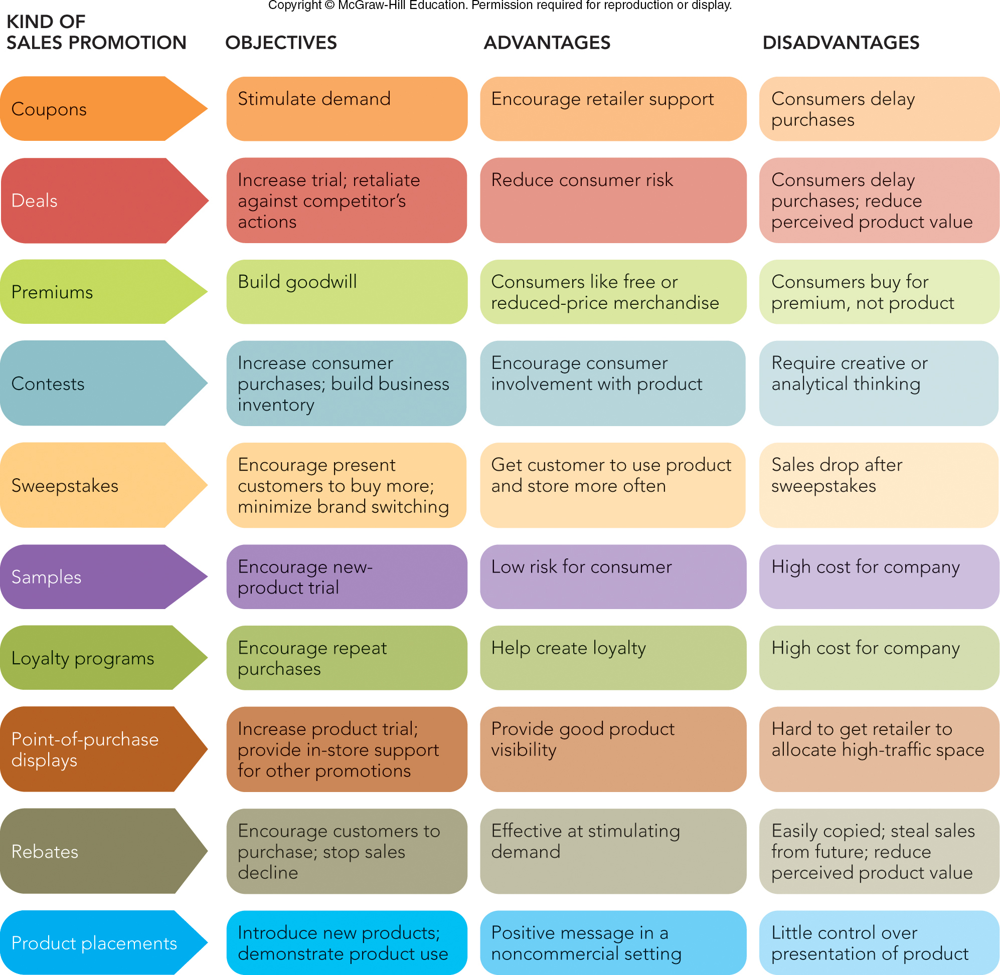 Copyright © McGraw-Hill Education. Permission required for reproduction or display.
KIND OF
SALES PROMOTION
OBJECTIVES
ADVANTAGES
DISADVANTAGES
Coupons
Stimulate demand
Encourage retailer support
Consumers delay
purchases
Deals
Increase trial; retaliate
against competitor’s
actions
Reduce consumer risk
Consumers delay
purchases; reduce
perceived product value
Premiums
Build goodwill
Consumers like free or
reduced-price merchandise
Consumers buy for
premium, not product
Contests
Increase consumer
purchases; build business
inventory
Encourage consumer
involvement with product
Require creative or
analytical thinking
Sweepstakes
Encourage present
customers to buy more;
minimize brand switching
Get customer to use product
and store more often
Sales drop after
sweepstakes
Samples
Encourage new-
product trial
Low risk for consumer
High cost for company
Loyalty programs
Encourage repeat
purchases
Help create loyalty
High cost for company
Point-of-purchase
displays
Increase product trial;
provide in-store support
for other promotions
Provide good product
visibility
Hard to get retailer to
allocate high-traffic space
Rebates
Encourage customers to
purchase; stop sales
decline
Effective at stimulating
demand
Easily copied; steal sales
from future; reduce
perceived product value
Product placements
Introduce new products;
demonstrate product use
Positive message in a
noncommercial setting
Little control over
presentation of product